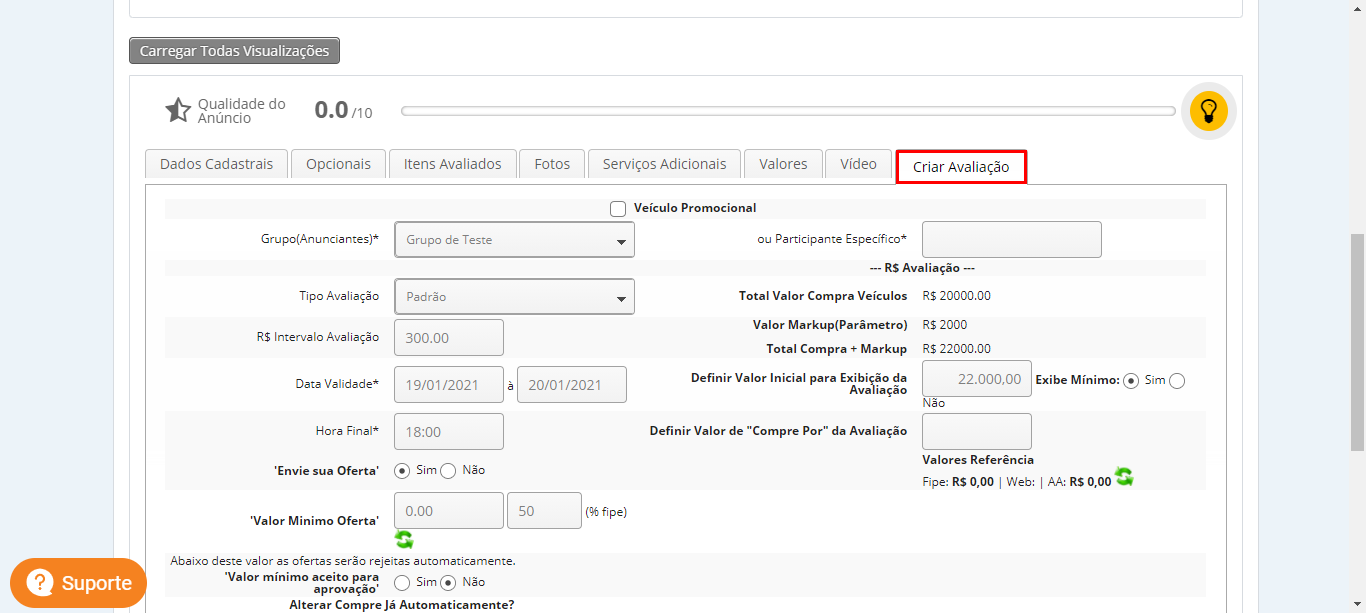 Carregar Todas Visualizações
Qualidade do
Anúncio
0.0 /10
Dados Cadastrais Opcionais Itens Avaliados Fotos Serviços Adicionais Valores Vídeo Criar Avaliação
Veículo Promocional
Grupo(Anunciantes)* Grupo de Teste ou Participante Específico*
--- R$ Avaliação ---
Tipo Avaliação Padrão Total Valor Compra Veículos R$ 20000.00
Valor Markup(Parâmetro) R$ 2000
R$ Intervalo Avaliação 300.00
Total Compra + Markup R$ 22000.00
Data Validade* 19/01/2021 à 20/01/2021 Definir Valor Inicial para Exibição da
Avaliação 22.000,00 Exibe Mínimo: Sim
Não
Hora Final* 18:00 Definir Valor de "Compre Por" da Avaliação
Valores Referência
'Envie sua Oferta' Sim Não
Fipe: R$ 0,00 | Web: | AA: R$ 0,00
'Valor Minimo Oferta' 0.00 50 (% fipe)
Abaixo deste valor as ofertas serão rejeitas automaticamente.
'Valor mínimo aceito para
aprovação' Sim Não
Alterar Compre Já Automaticamente?
? Suporte